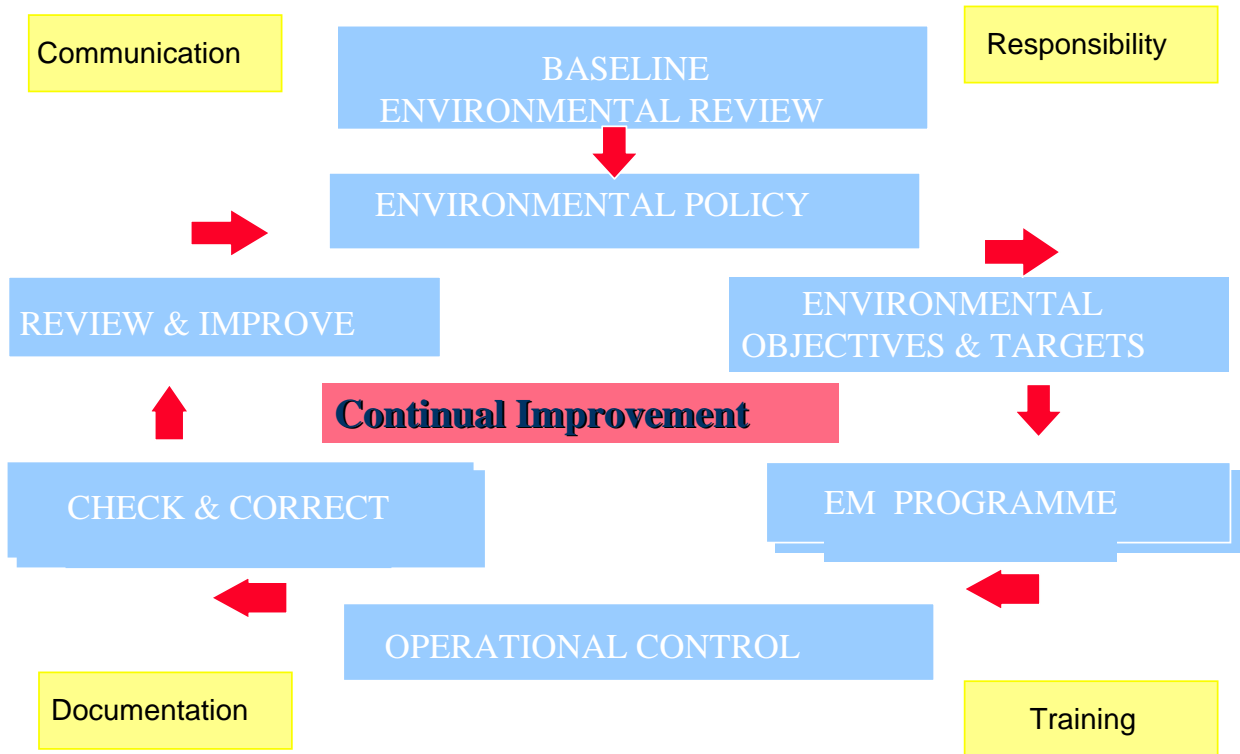 Communication
Responsibility
BASELINE
ENVIRONMENTAL REVIEW
ENVIRONMENTAL POLICY
REVIEW & IMPROVE
ENVIRONMENTAL
OBJECTIVES & TARGETS
Continual Improvement
CHECK & CORRECT
EM PROGRAMME
OPERATIONAL CONTROL
Documentation
Training